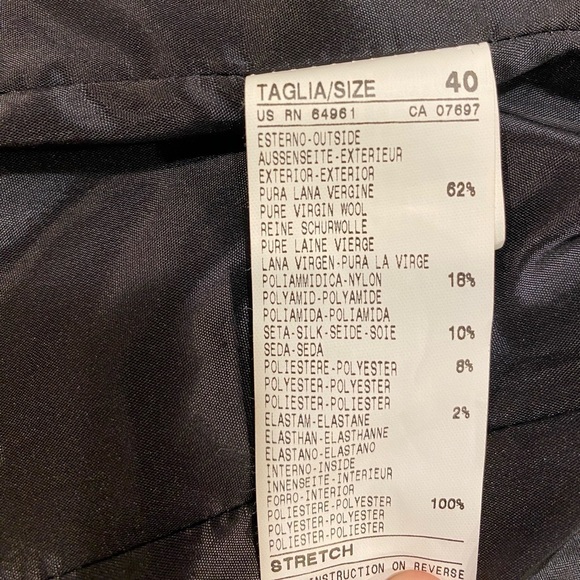 TAGLIA/SIZE 40
US RN 64961 CA 07697
ESTERNO-OUTSIDE
AUSSENSEITE-EXTERIEUR
EXTERIOR-EXTERIOR
PURA LANA VERGINE 62%
PURE VIRGIN WOOL
REINE SCHURWOLLE
PURE LAINE VIERGE
LANA VIRGEN-PURA LA VIRGE
POLIAMMIDICA-NYLON 18%
POLYAMID-POLYAMIDE
POLIAMIDA-POLIAMIDA
SETA-SILK-SEIDE-SOIE 10%
SEDA-SEDA
POLIESTERE-POLYESTER 8%
POLYESTER-POLYESTER
POLIESTER-POLIESTER
ELASTAM-ELASTANE 2%
ELASTHAN-ELASTHANNE
ELASTANO-ELASTANO
INTERNO-INSIDE
INNENSEITE-INTERIEUR
FORRO-INTERIOR
POLIESTERE-POLYESTER 100%
POLYESTER-POLYESTER
POLIESTER-POLIESTER
STRETCH
INSTRUCTION ON REVERSE